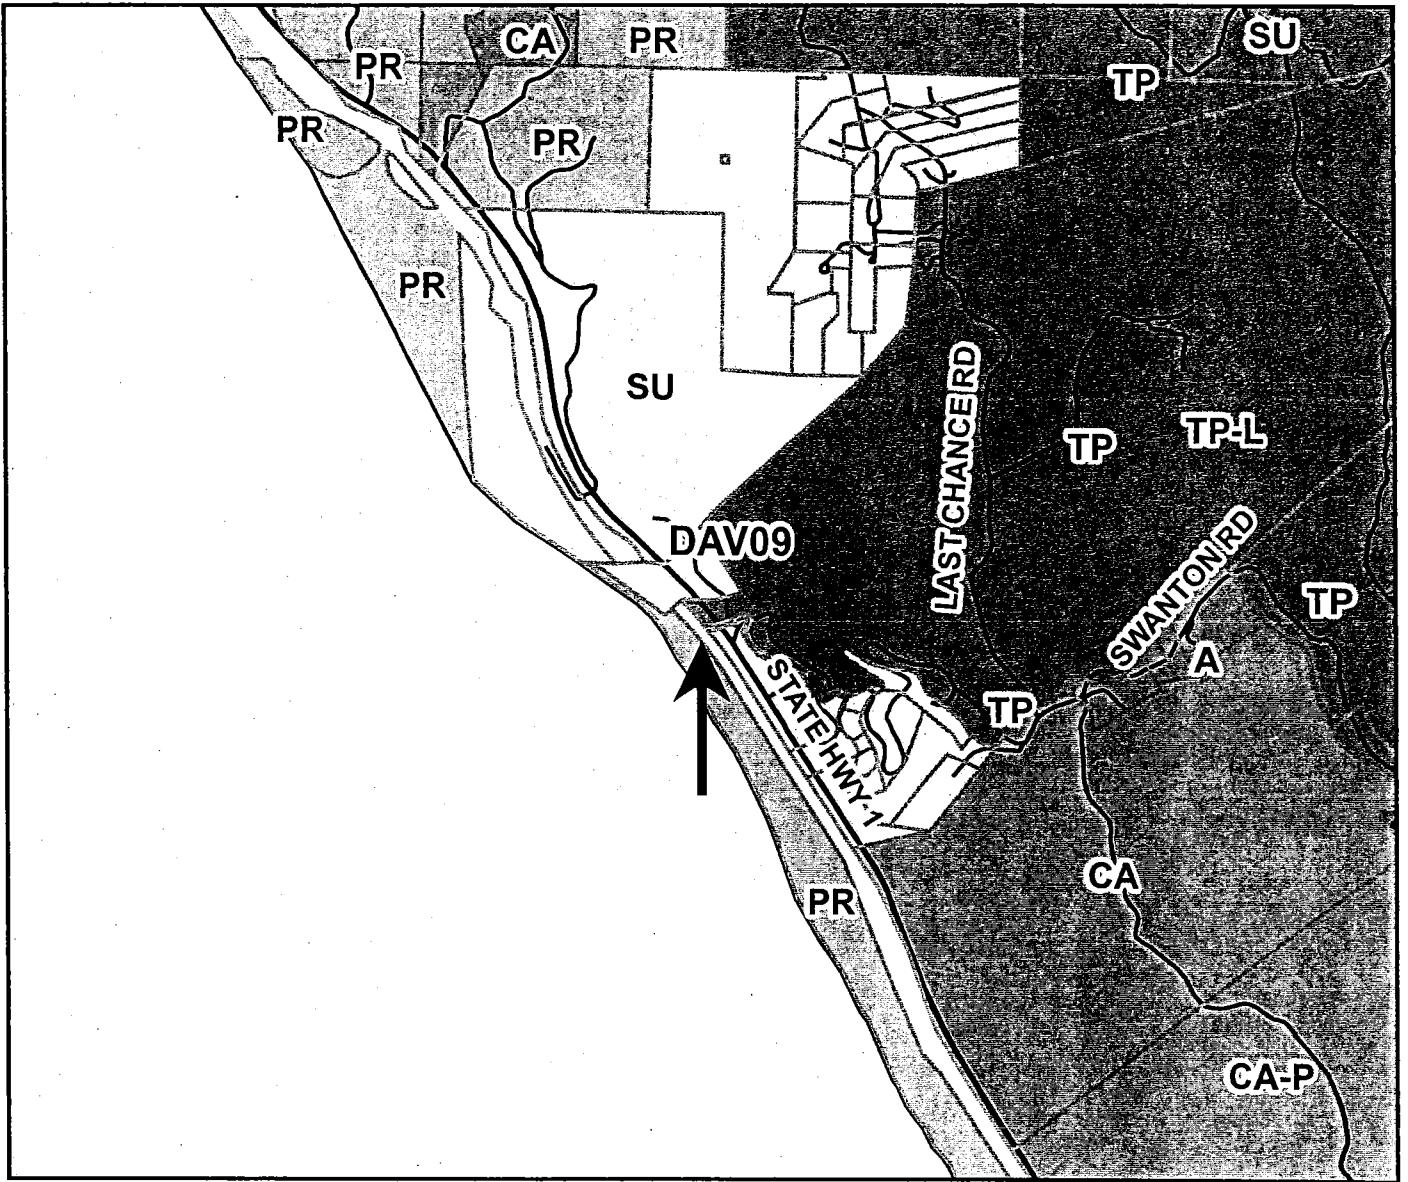 CA
PR
SU
PR
TP
PR
PR
PR
SU
LAST CHANCE RD
TP
TP-L
DAV09
SWANTON RD
TP
A
STATE HWY-1
TP
CA
PR
CA-P